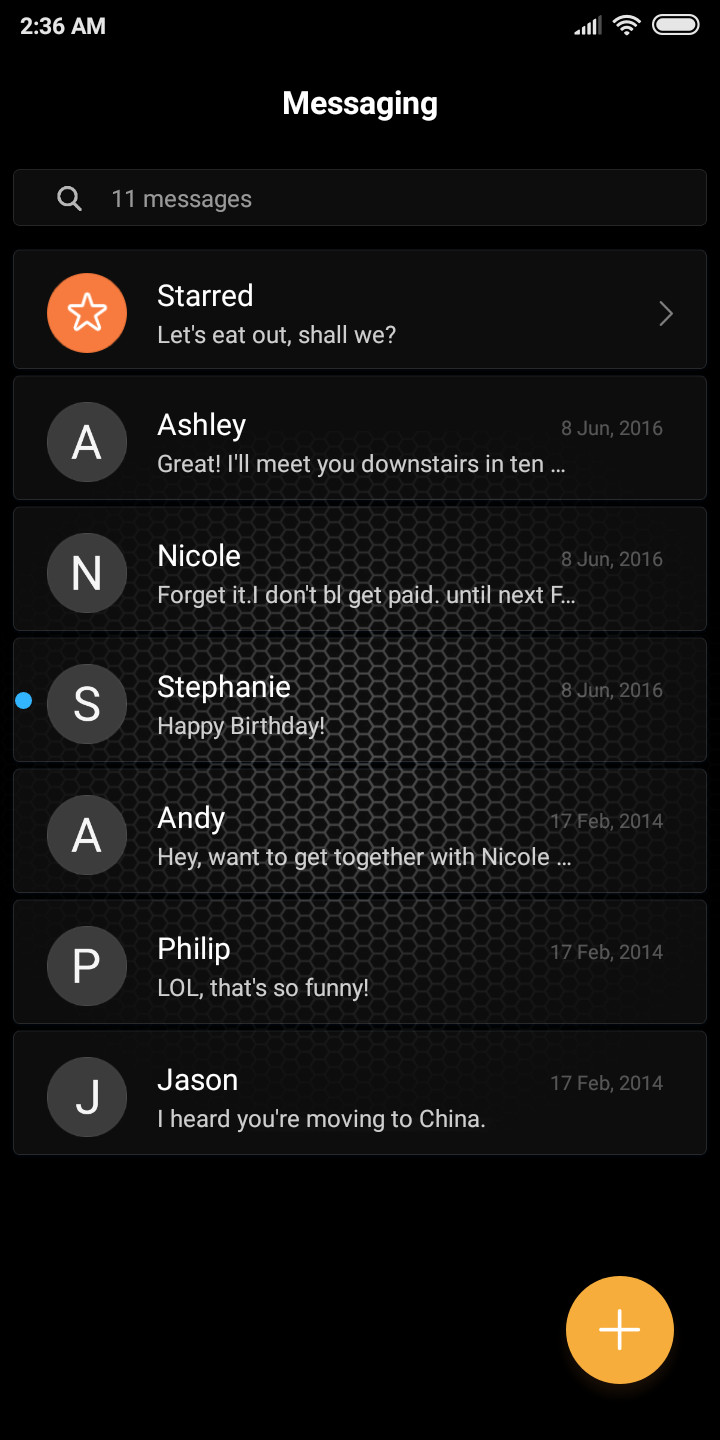 2:36 AM
Messaging
11 messages
Starred
Let's eat out, shall we?
A
Ashley
8 Jun, 2016
Great! I'll meet you downstairs in ten ...
N
Nicole
8 Jun, 2016
Forget it.I don't bl get paid. until next F...
S
Stephanie
8 Jun, 2016
Happy Birthday!
A
Andy
17 Feb, 2014
Hey, want to get together with Nicole ...
P
Philip
17 Feb, 2014
LOL, that's so funny!
J
Jason
17 Feb, 2014
I heard you're moving to China.